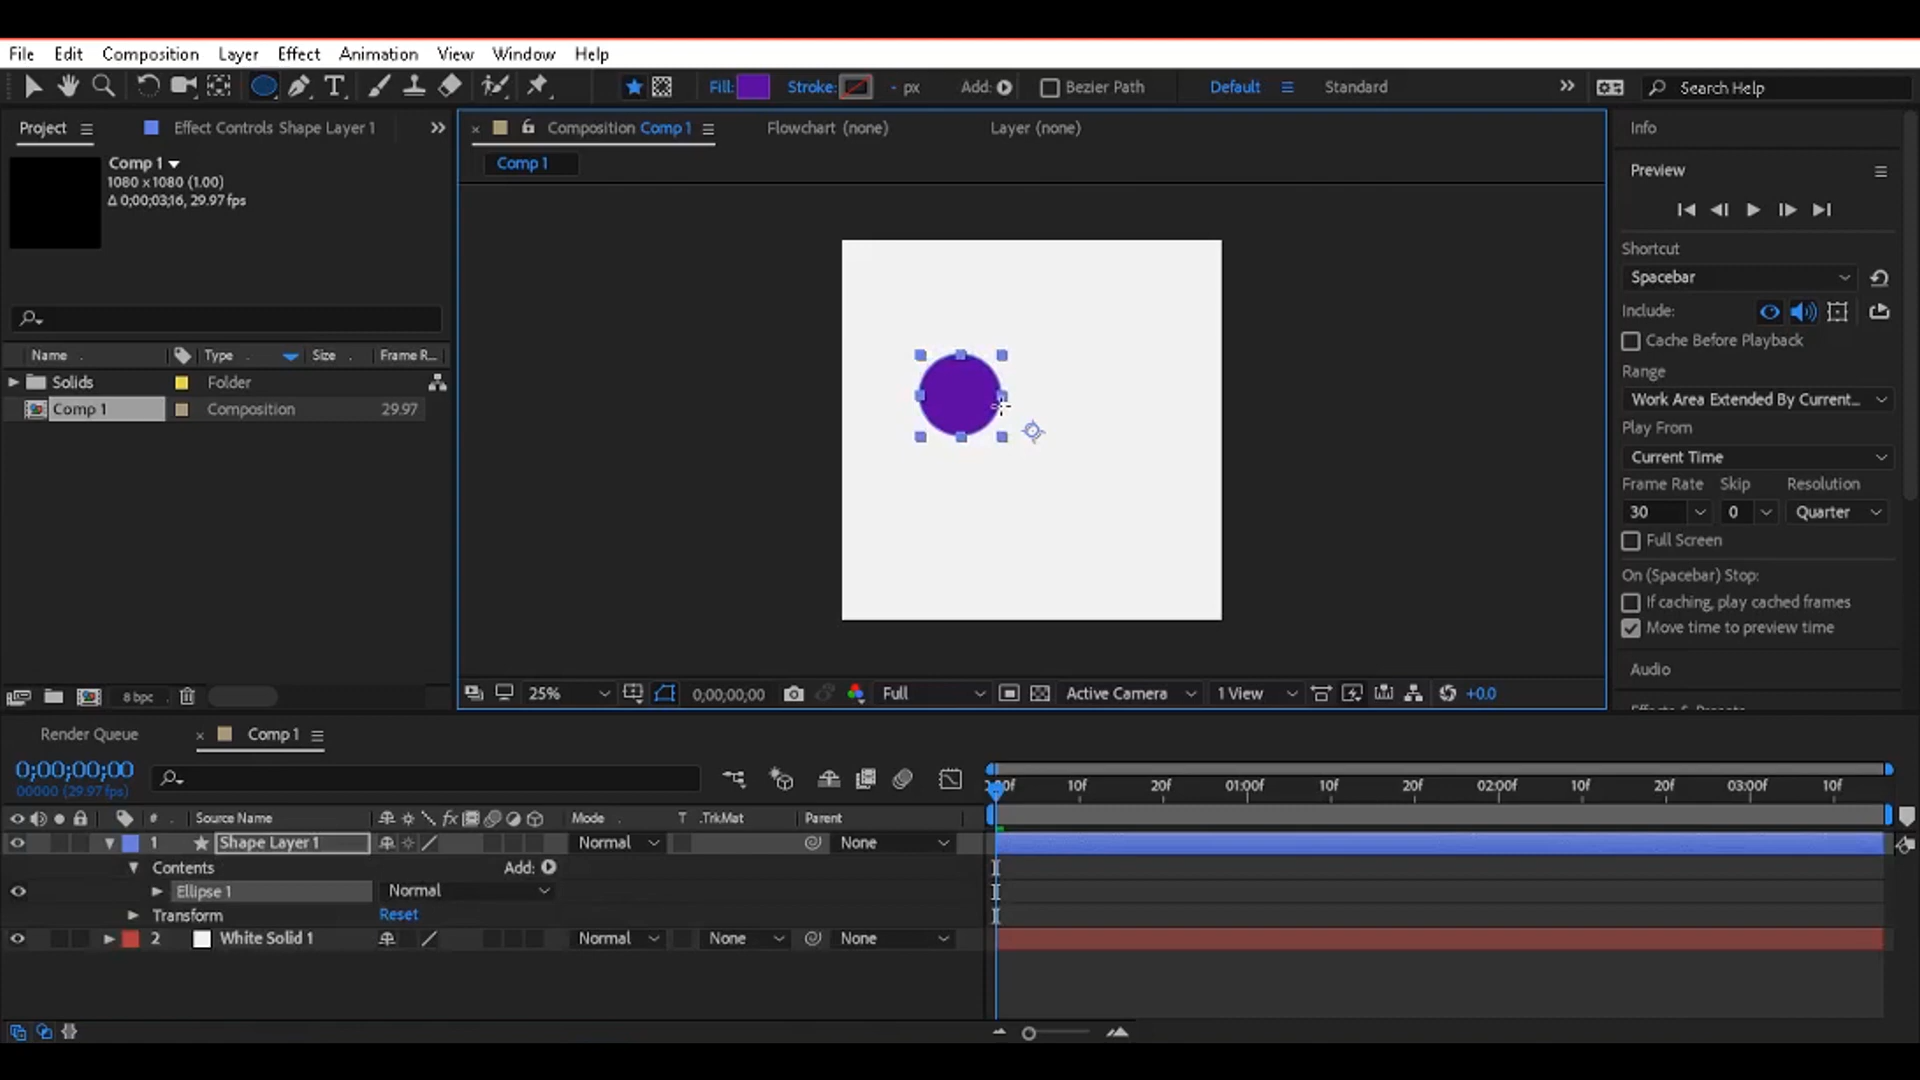 File Edit Composition Layer Effect Animation View Window Help
Fill: Stroke: - px Add: Bezier Path Default Standard Search Help
Project Effect Controls Shape Layer 1
Composition Comp 1 Flowchart (none) Layer (none)
Comp 1
Comp 1
1080 x1080 (1.00)
Δ 0;00;03;16, 29.97 fps
Name Type Size Frame R...
Solids Folder
Comp 1 Composition 29.97
8 bpc
25% 0;00;00;00 Full Active Camera 1 View +0.0
Info
Preview
Shortcut
Spacebar
Include:
Cache Before Playback
Range
Work Area Extended By Current...
Play From
Current Time
Frame Rate Skip Resolution
30 0 Quarter
Full Screen
On (Spacebar) Stop:
If caching, play cached frames
Move time to preview time
Audio
Render Queue Comp 1
0;00;00;00
00000 (29.97 fps)
10f 20f 01:00f 10f 20f 02:00f 10f 20f 03:00f 10f
# Source Name fx Mode T .TrkMat Parent
1 Shape Layer 1 Normal None
Contents Add:
Ellipse 1 Normal
Transform Reset
2 White Solid 1 Normal None None